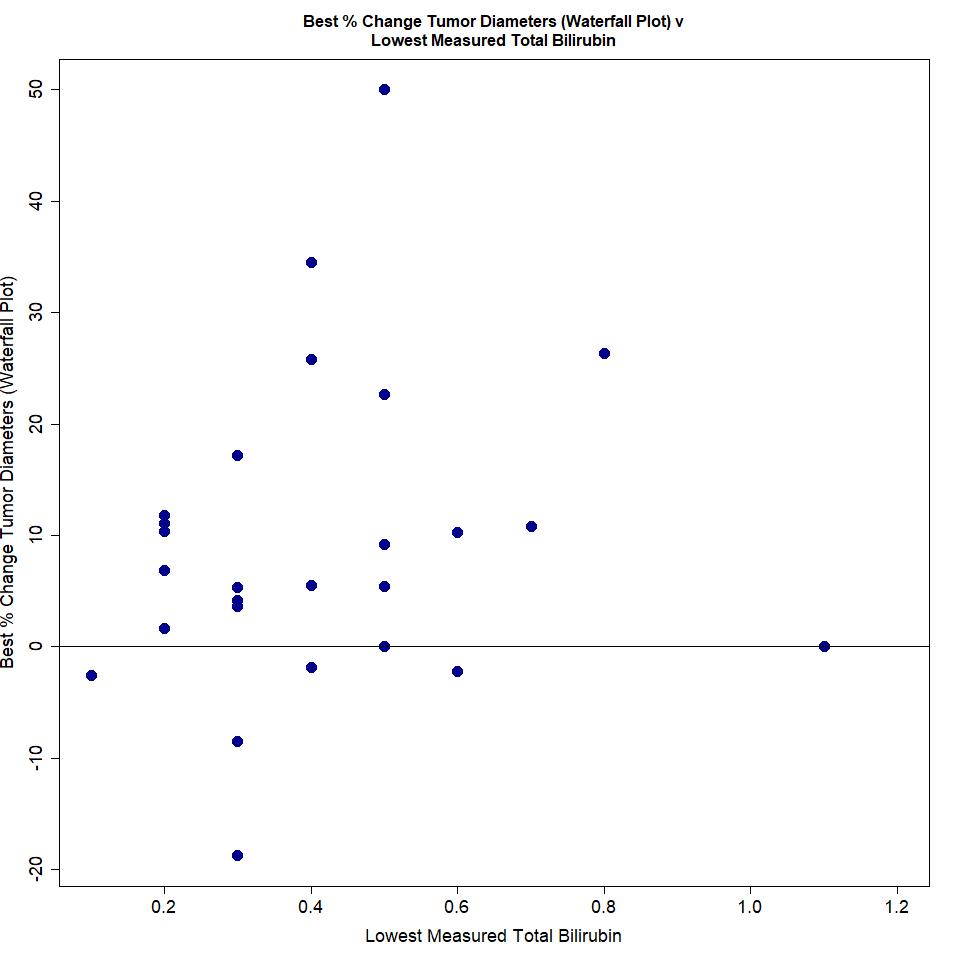 Best % Change Tumor Diameters (Waterfall Plot) v
Lowest Measured Total Bilirubin
Best % Change Tumor Diameters (Waterfall Plot)
50
40
30
20
10
0
-10
-20
0.2 0.4 0.6 0.8 1.0 1.2
Lowest Measured Total Bilirubin